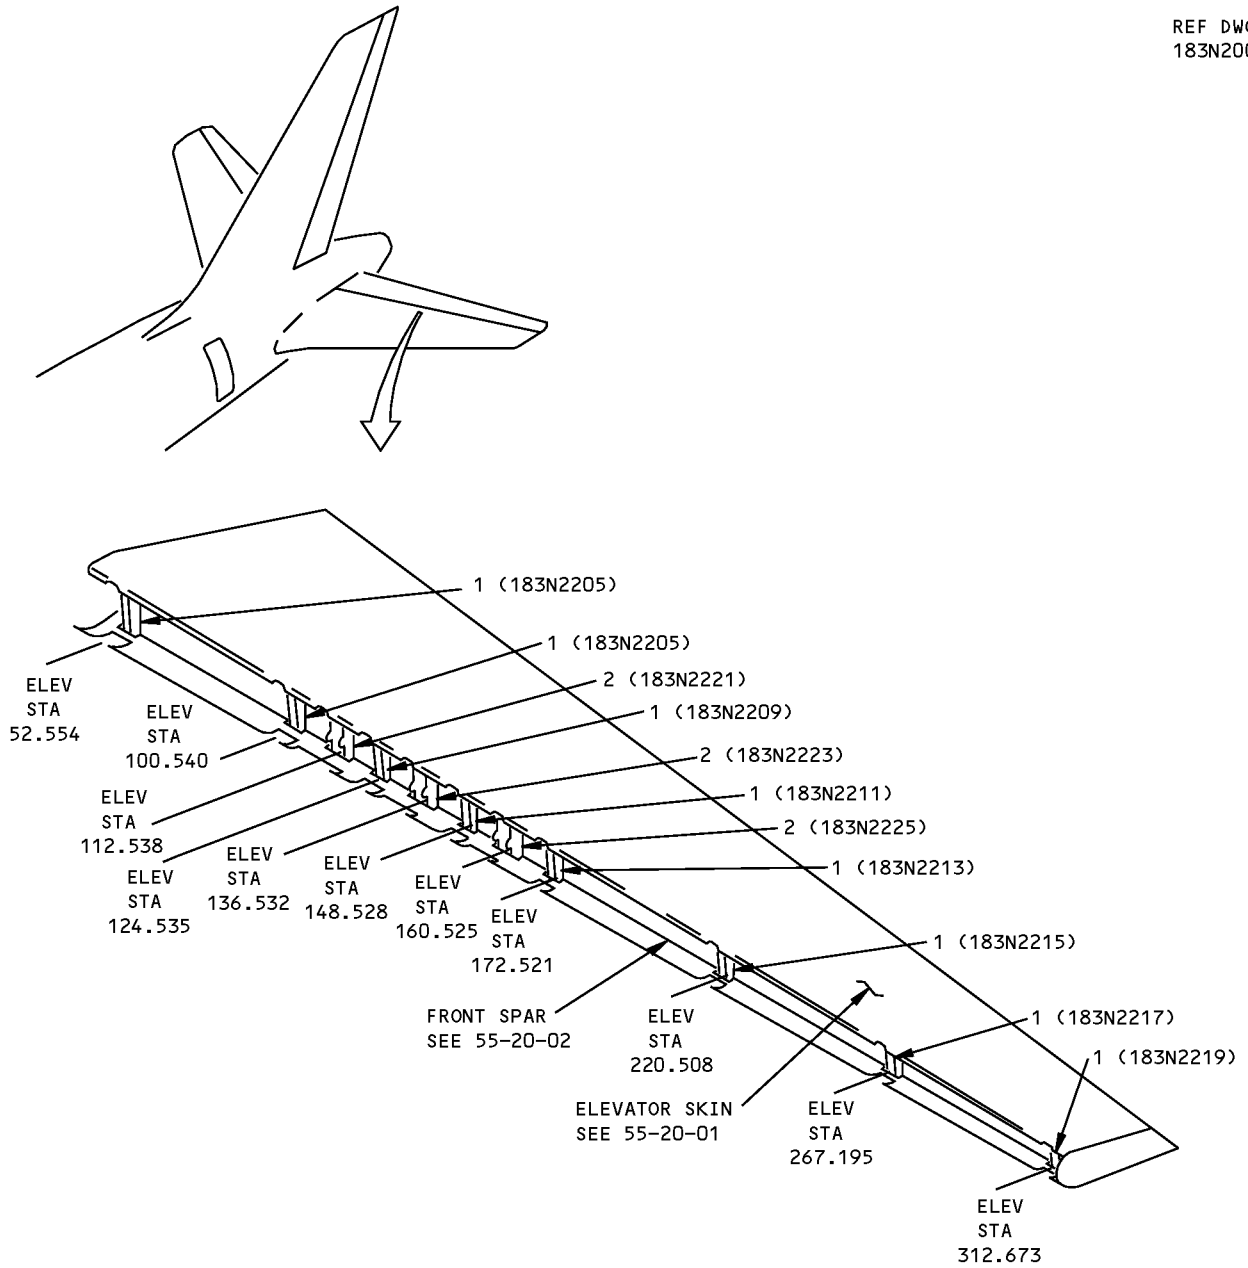 REF DW
183N20
1 (183N2205)
1 (183N2205)
2 (183N2221)
1 (183N2209)
2 (183N2223)
1 (183N2211)
2 (183N2225)
1 (183N2213)
1 (183N2215)
1 (183N2217)
1 (183N2219)
ELEV
STA
52.554
ELEV
STA
100.540
ELEV
STA
112.538
ELEV
STA
124.535
ELEV
STA
136.532
ELEV
STA
148.528
ELEV
STA
160.525
ELEV
STA
172.521
FRONT SPAR
SEE 55-20-02
ELEV
STA
220.508
ELEVATOR SKIN
SEE 55-20-01
ELEV
STA
267.195
ELEV
STA
312.673